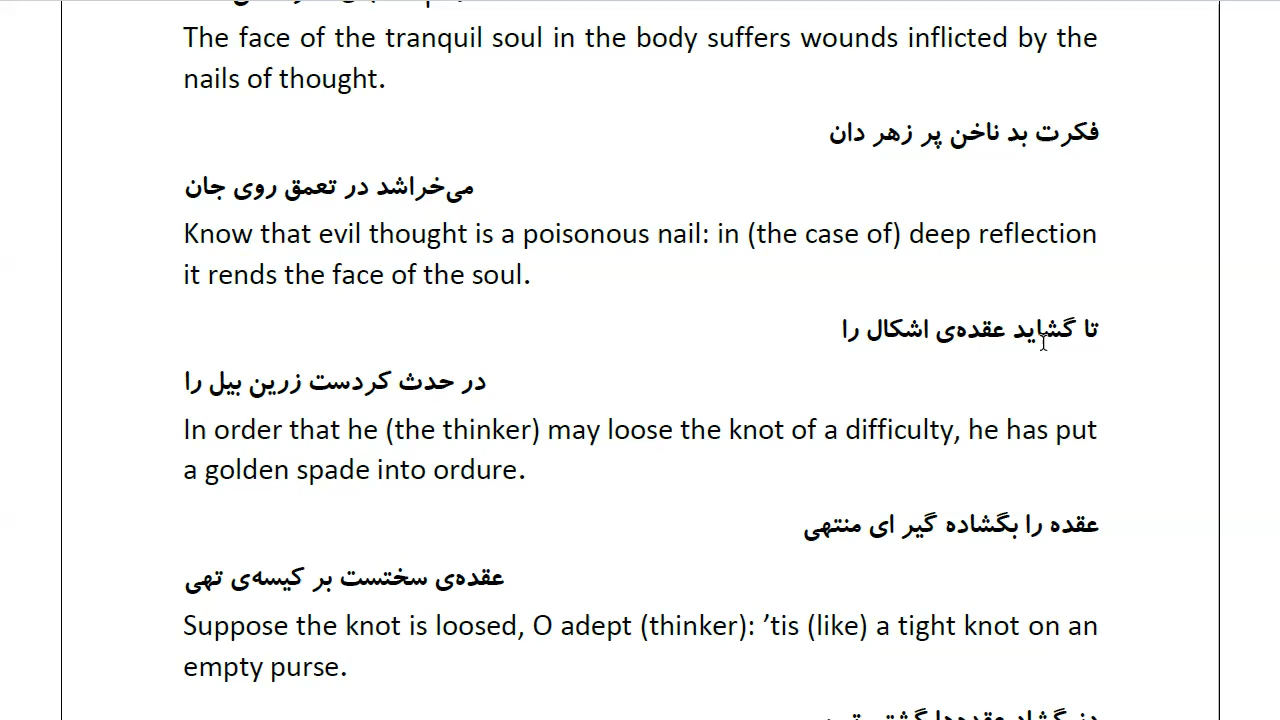 The face of the tranquil soul in the body suffers wounds inflicted by the
nails of thought.
فکرت بد ناخن پر زهر دان
می‌خراشد در تعمق روی جان
Know that evil thought is a poisonous nail: in (the case of) deep reflection
it rends the face of the soul.
تا گشاید عقده‌ی اشکال را
در حدث کردست زرین بیل را
In order that he (the thinker) may loose the knot of a difficulty, he has put
a golden spade into ordure.
عقده را بگشاده گیر ای منتهی
عقده‌ی سختست بر کیسه‌ی تهی
Suppose the knot is loosed, O adept (thinker): ’tis (like) a tight knot on an
empty purse.